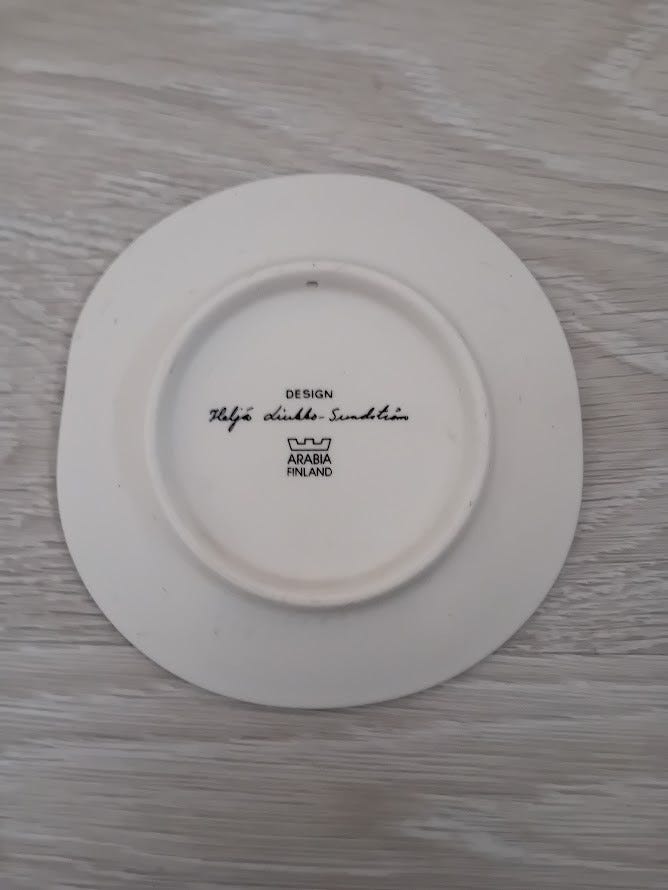 DESIGN
Heljä Liukko-Sundström
ARABIA
FINLAND